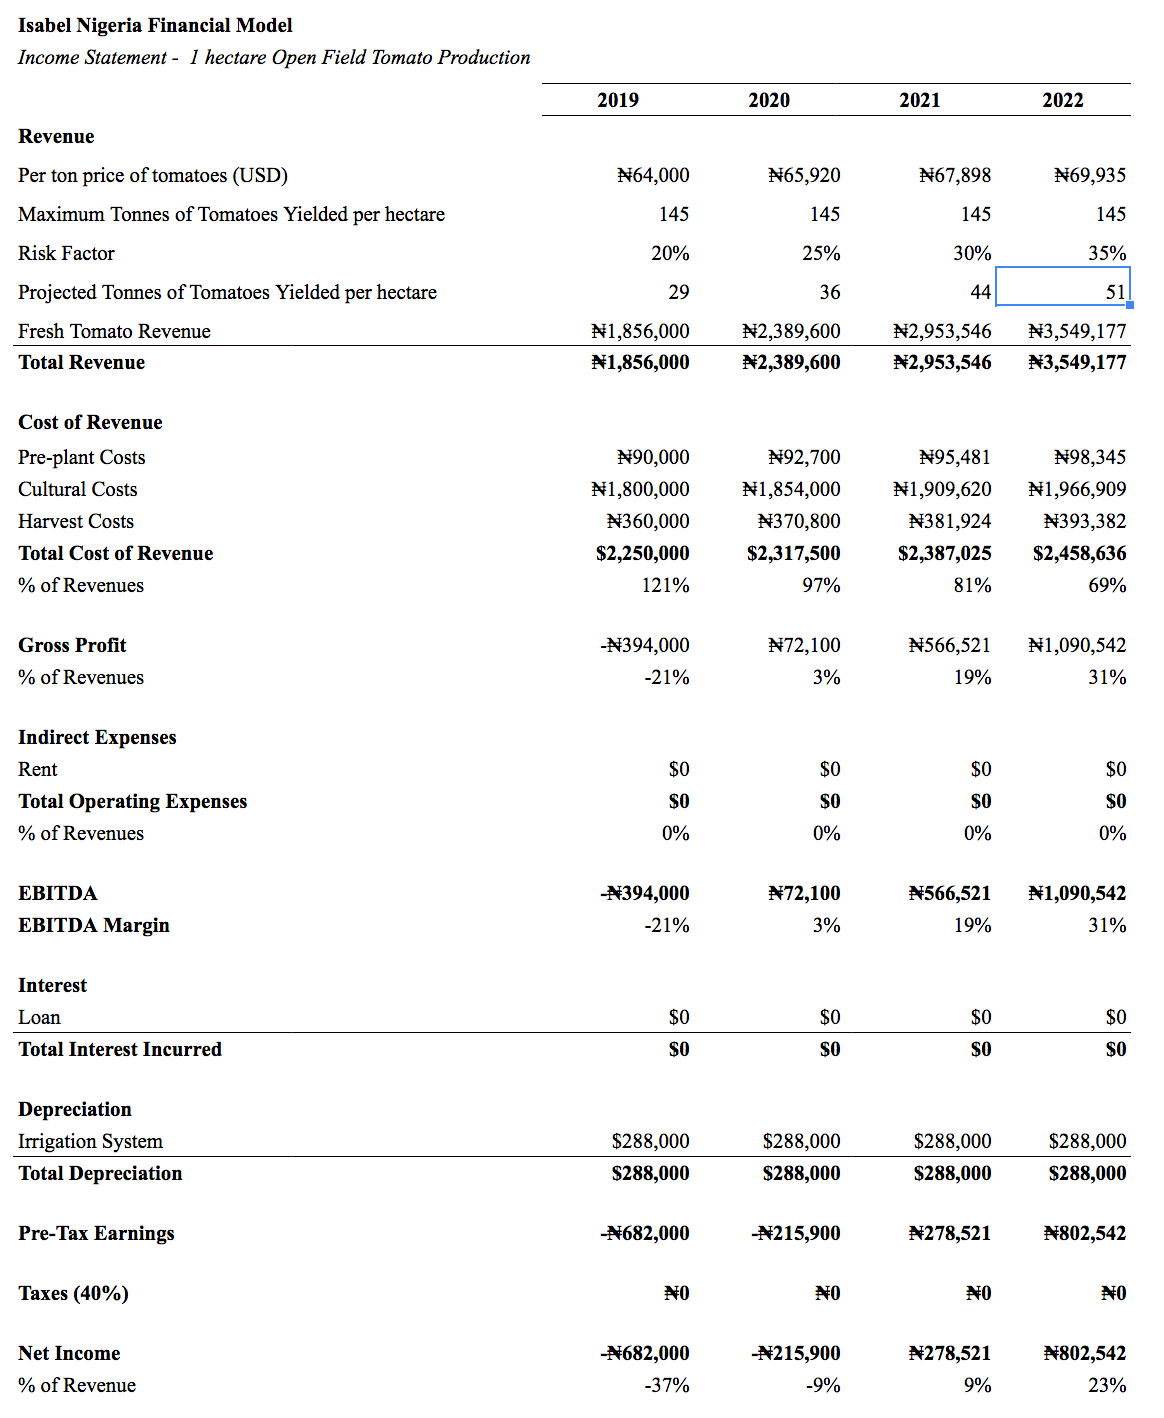 Isabel Nigeria Financial Model
Income Statement - 1 hectare Open Field Tomato Production
2019 2020 2021 2022
Revenue
Per ton price of tomatoes (USD) ₦64,000 ₦65,920 ₦67,898 ₦69,935
Maximum Tonnes of Tomatoes Yielded per hectare 145 145 145 145
Risk Factor 20% 25% 30% 35%
Projected Tonnes of Tomatoes Yielded per hectare 29 36 44 51
Fresh Tomato Revenue ₦1,856,000 ₦2,389,600 ₦2,953,546 ₦3,549,177
Total Revenue ₦1,856,000 ₦2,389,600 ₦2,953,546 ₦3,549,177
Cost of Revenue
Pre-plant Costs ₦90,000 ₦92,700 ₦95,481 ₦98,345
Cultural Costs ₦1,800,000 ₦1,854,000 ₦1,909,620 ₦1,966,909
Harvest Costs ₦360,000 ₦370,800 ₦381,924 ₦393,382
Total Cost of Revenue $2,250,000 $2,317,500 $2,387,025 $2,458,636
% of Revenues 121% 97% 81% 69%
Gross Profit -₦394,000 ₦72,100 ₦566,521 ₦1,090,542
% of Revenues -21% 3% 19% 31%
Indirect Expenses
Rent $0 $0 $0 $0
Total Operating Expenses $0 $0 $0 $0
% of Revenues 0% 0% 0% 0%
EBITDA -₦394,000 ₦72,100 ₦566,521 ₦1,090,542
EBITDA Margin -21% 3% 19% 31%
Interest
Loan $0 $0 $0 $0
Total Interest Incurred $0 $0 $0 $0
Depreciation
Irrigation System $288,000 $288,000 $288,000 $288,000
Total Depreciation $288,000 $288,000 $288,000 $288,000
Pre-Tax Earnings -₦682,000 -₦215,900 ₦278,521 ₦802,542
Taxes (40%) ₦0 ₦0 ₦0 ₦0
Net Income -₦682,000 -₦215,900 ₦278,521 ₦802,542
% of Revenue -37% -9% 9% 23%